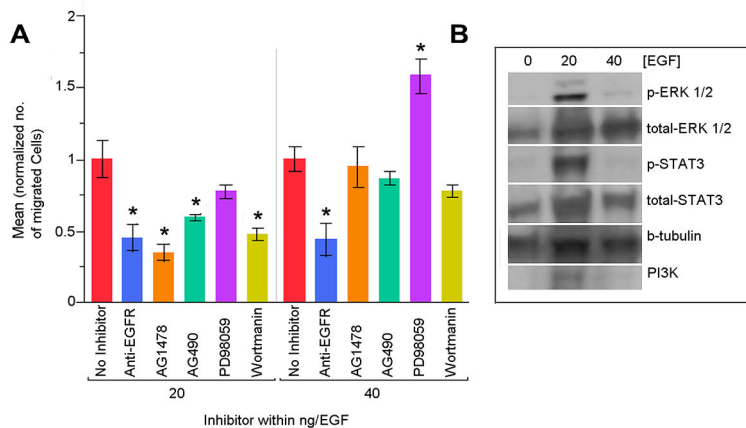 A
Mean (normalized no.
of migrated Cells)
2
1.5
1
0.5
0
*
*
*
*
*
*
No Inhibitor
Anti-EGFR
AG1478
AG490
PD98059
Wortmanin
No Inhibitor
Anti-EGFR
AG1478
AG490
PD98059
Wortmanin
20
40
Inhibitor within ng/EGF
B
0 20 40 [EGF]
p-ERK 1/2
total-ERK 1/2
p-STAT3
total-STAT3
b-tubulin
PI3K